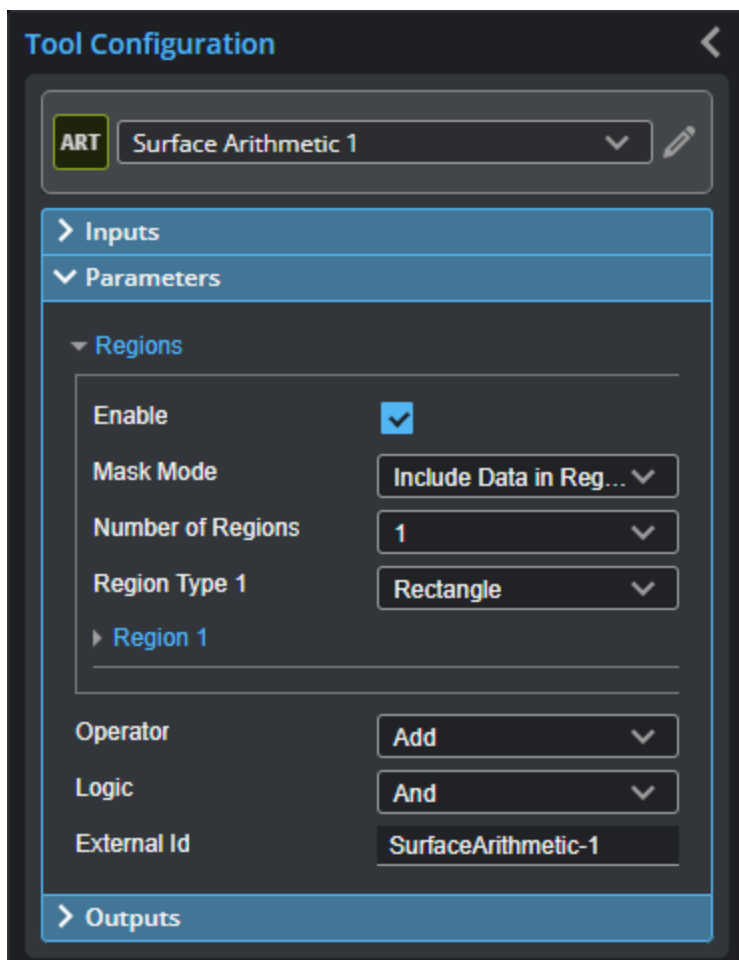 Tool Configuration
ART Surface Arithmetic 1
Inputs
Parameters
Regions
Enable
Mask Mode Include Data in Reg...
Number of Regions 1
Region Type 1 Rectangle
Region 1
Operator Add
Logic And
External Id SurfaceArithmetic-1
Outputs